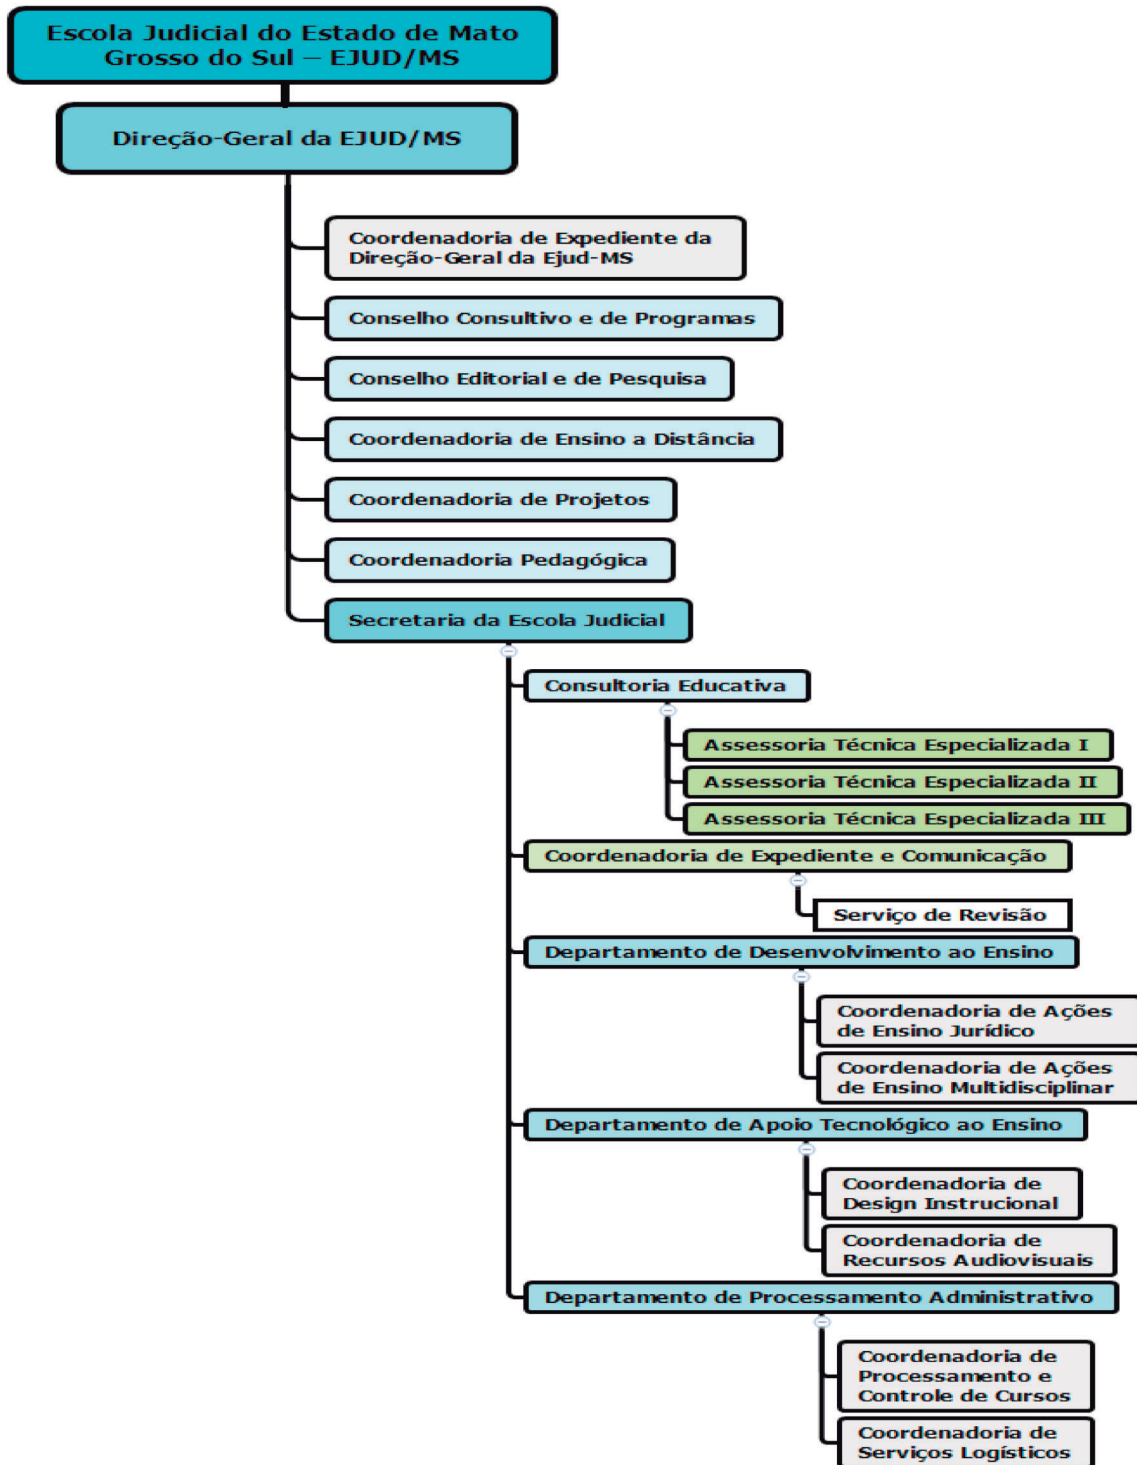 Escola Judicial do Estado de Mato
Grosso do Sul – EJUD/MS
Direção-Geral da EJUD/MS
Coordenadoria de Expediente da
Direção-Geral da Ejud-MS
Conselho Consultivo e de Programas
Conselho Editorial e de Pesquisa
Coordenadoria de Ensino a Distância
Coordenadoria de Projetos
Coordenadoria Pedagógica
Secretaria da Escola Judicial
Consultoria Educativa
Assessoria Técnica Especializada I
Assessoria Técnica Especializada II
Assessoria Técnica Especializada III
Coordenadoria de Expediente e Comunicação
Serviço de Revisão
Departamento de Desenvolvimento ao Ensino
Coordenadoria de Ações
de Ensino Jurídico
Coordenadoria de Ações
de Ensino Multidisciplinar
Departamento de Apoio Tecnológico ao Ensino
Coordenadoria de
Design Instrucional
Coordenadoria de
Recursos Audiovisuais
Departamento de Processamento Administrativo
Coordenadoria de
Processamento e
Controle de Cursos
Coordenadoria de
Serviços Logísticos